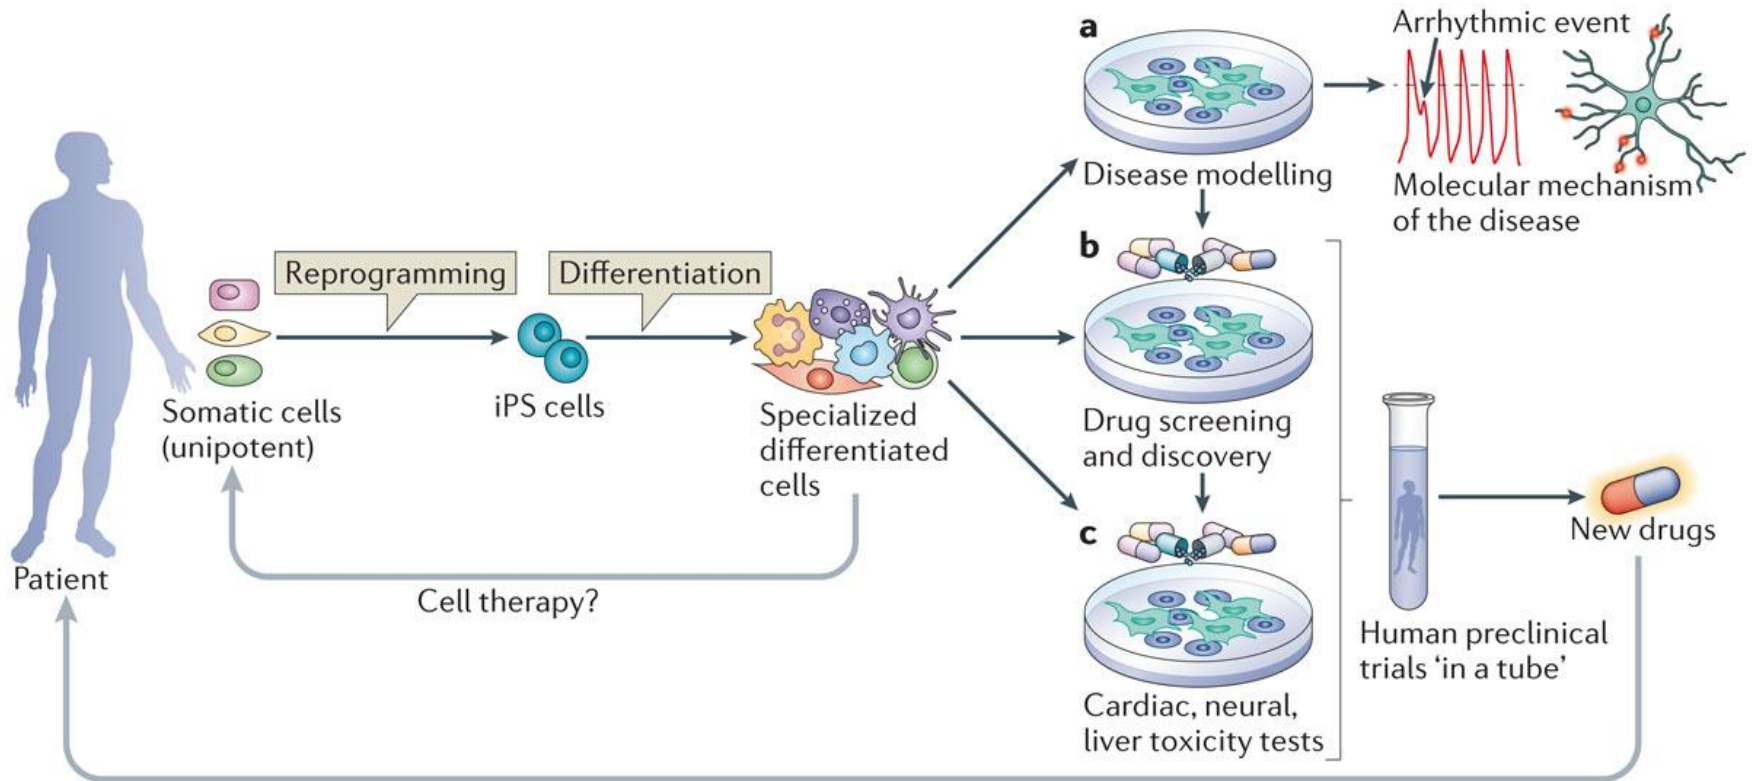 Patient
Somatic cells
(unipotent)
Reprogramming
iPS cells
Differentiation
Specialized
differentiated
cells
Cell therapy?
a
Disease modelling
Arrhythmic event
Molecular mechanism
of the disease
b
Drug screening
and discovery
c
Cardiac, neural,
liver toxicity tests
Human preclinical
trials ‘in a tube’
New drugs